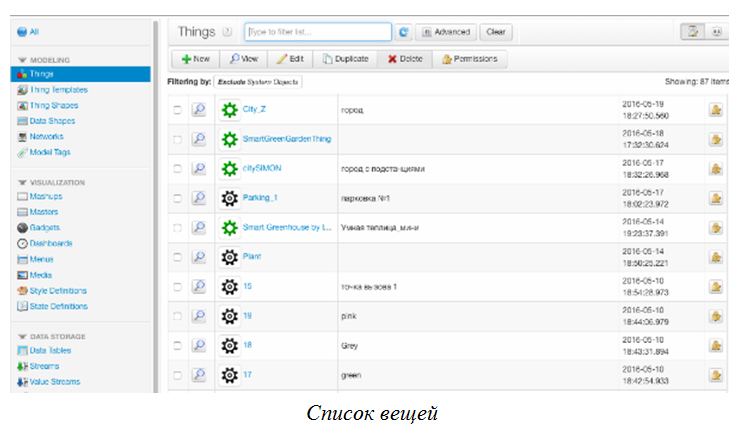 All
Things
Type to filter list...
Advanced
Clear
New
View
Edit
Duplicate
Delete
Permissions
MODELING
Things
Thing Templates
Thing Shapes
Data Shapes
Networks
Model Tags
VISUALIZATION
Mashups
Masters
Gadgets
Dashboards
Menus
Media
Style Definitions
State Definitions
DATA STORAGE
Data Tables
Streams
Value Streams
Filtering by: Exclude System Objects
Showing: 87 items
City_Z город 2016-05-19 18:27:50.560
SmartGreenGardenThing 2016-05-18 17:32:30.624
citySIMON город с подстанциями 2016-05-17 18:32:26.968
Parking_1 парковка №1 2016-05-17 18:02:23.972
Smart Greenhouse by L... Умная теплица_мини 2016-05-14 19:23:37.391
Plant 2016-05-14 18:50:25.221
15 точка вызова 1 2016-05-10 18:54:28.973
19 pink 2016-05-10 18:44:06.979
18 Grey 2016-05-10 18:43:31.894
17 green 2016-05-10 18:42:54.933
Список вещей